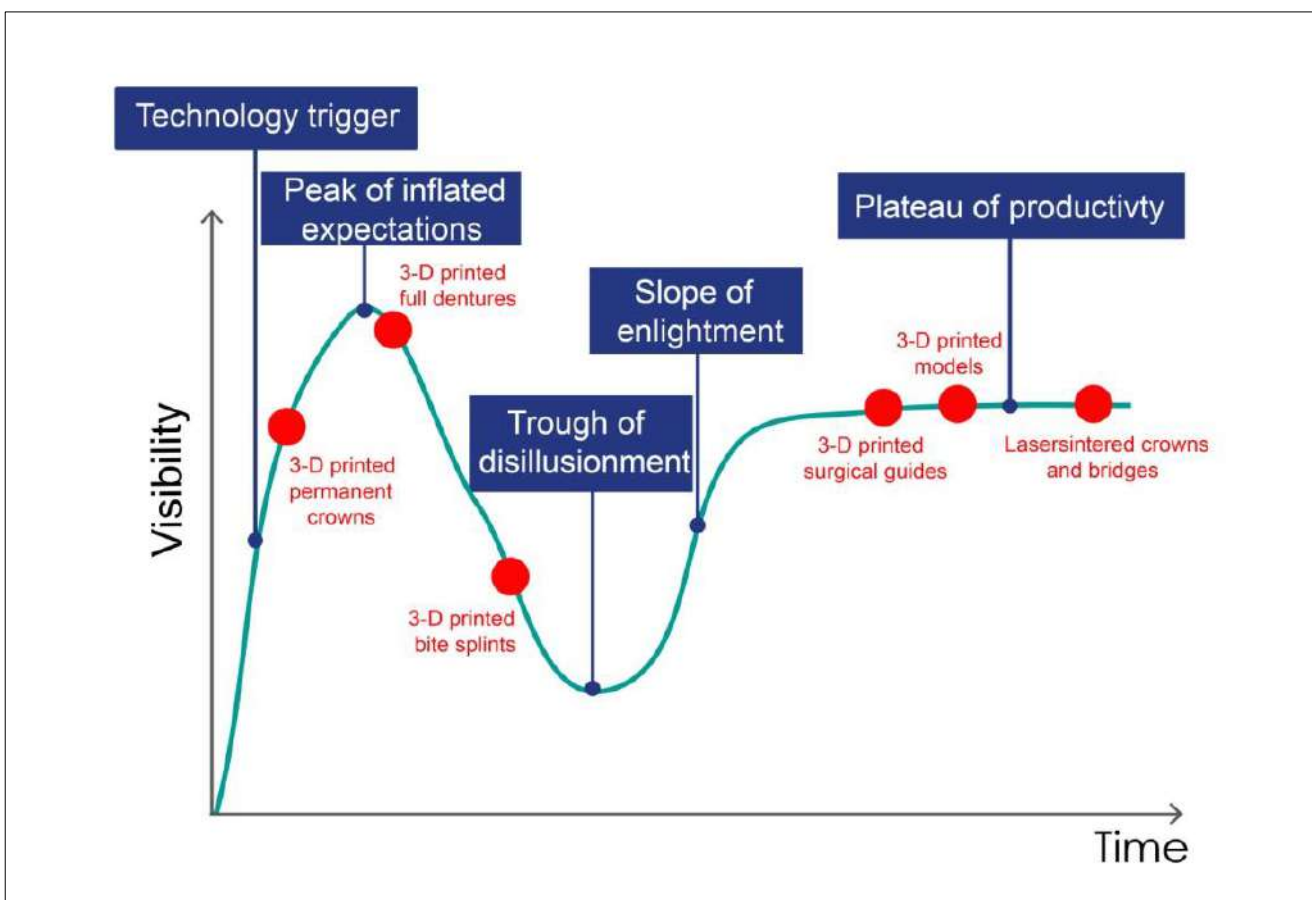 Technology trigger
Peak of inflated
expectations
3-D printed
full dentures
Plateau of productivty
Slope of
enlightment
3-D printed
models
3-D printed
permanent
crowns
Trough of
disillusionment
3-D printed
surgical guides
Lasersintered crowns
and bridges
3-D printed
bite splints
Visibility
Time